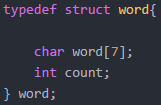 typedef struct word{
    char word[7];
    int count;
} word;